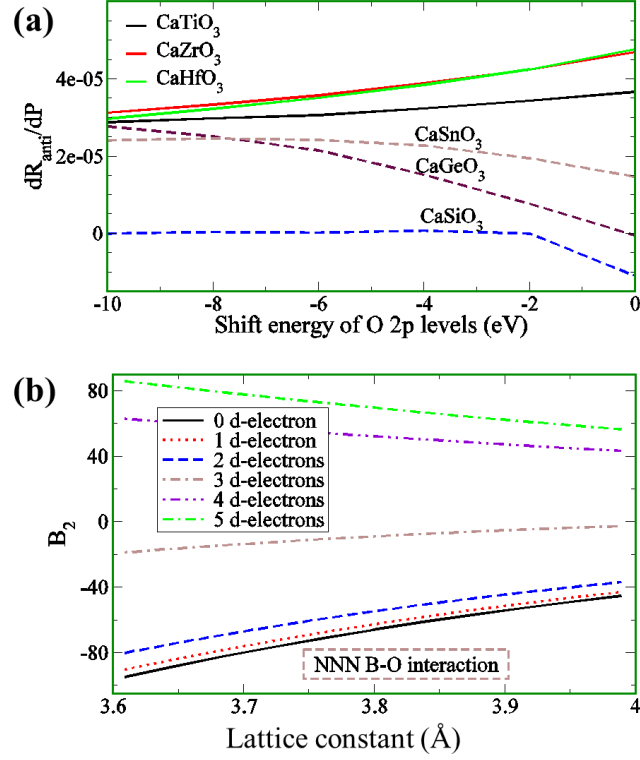 (a)
CaTiO3
CaZrO3
CaHfO3
4e-05
2e-05
0
dR_anti/dP
CaSnO3
CaGeO3
CaSiO3
-10 -8 -6 -4 -2 0
Shift energy of O 2p levels (eV)
(b)
80
40
0
-40
-80
B2
0 d-electron
1 d-electron
2 d-electrons
3 d-electrons
4 d-electrons
5 d-electrons
NNN B-O interaction
3.6 3.7 3.8 3.9 4
Lattice constant (Å)